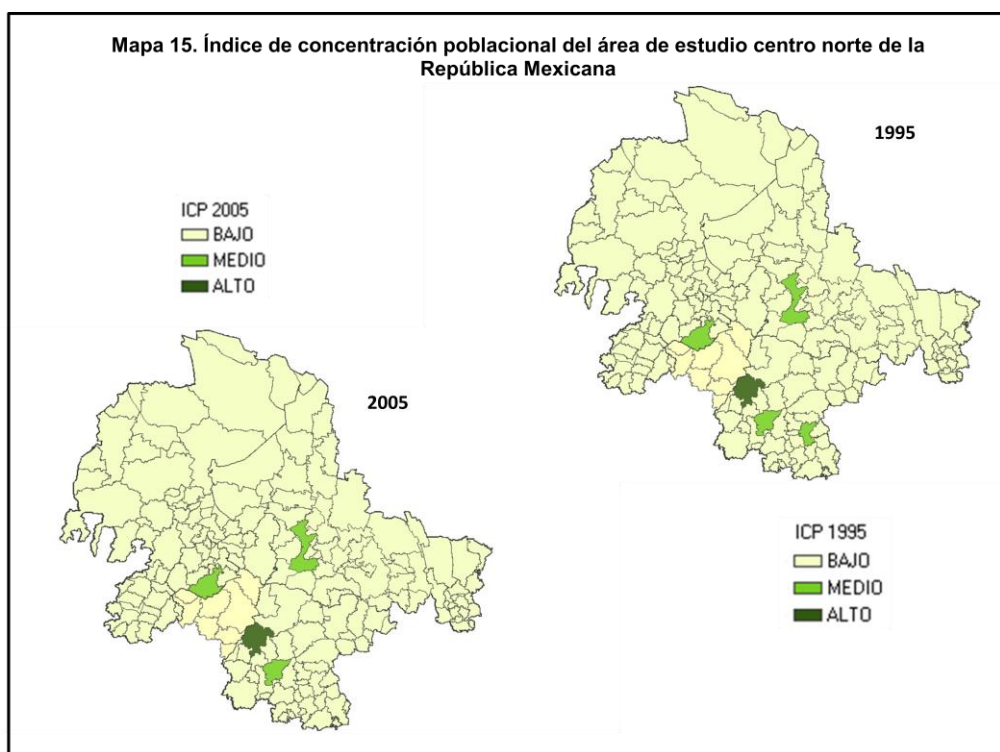 Mapa 15. Índice de concentración poblacional del área de estudio centro norte de la
República Mexicana
1995
ICP 2005
BAJO
MEDIO
ALTO
2005
ICP 1995
BAJO
MEDIO
ALTO